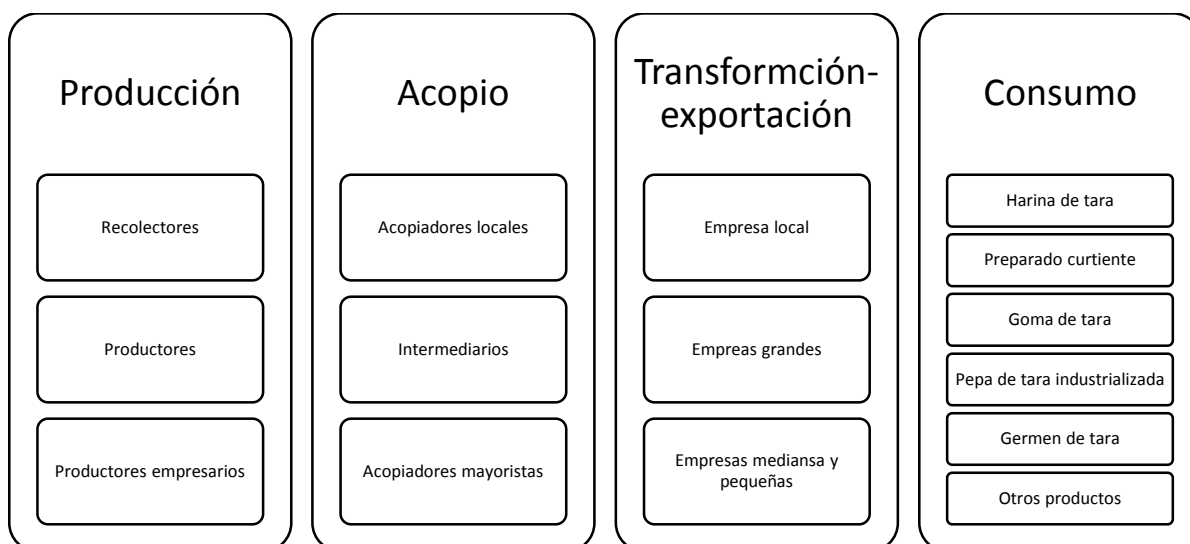 Producción
Recolectores
Productores
Productores empresarios
Acopio
Acopiadores locales
Intermediarios
Acopiadores mayoristas
Transformción-
exportación
Empresa local
Empreas grandes
Empresas mediansa y
pequeñas
Consumo
Harina de tara
Preparado curtiente
Goma de tara
Pepa de tara industrializada
Germen de tara
Otros productos